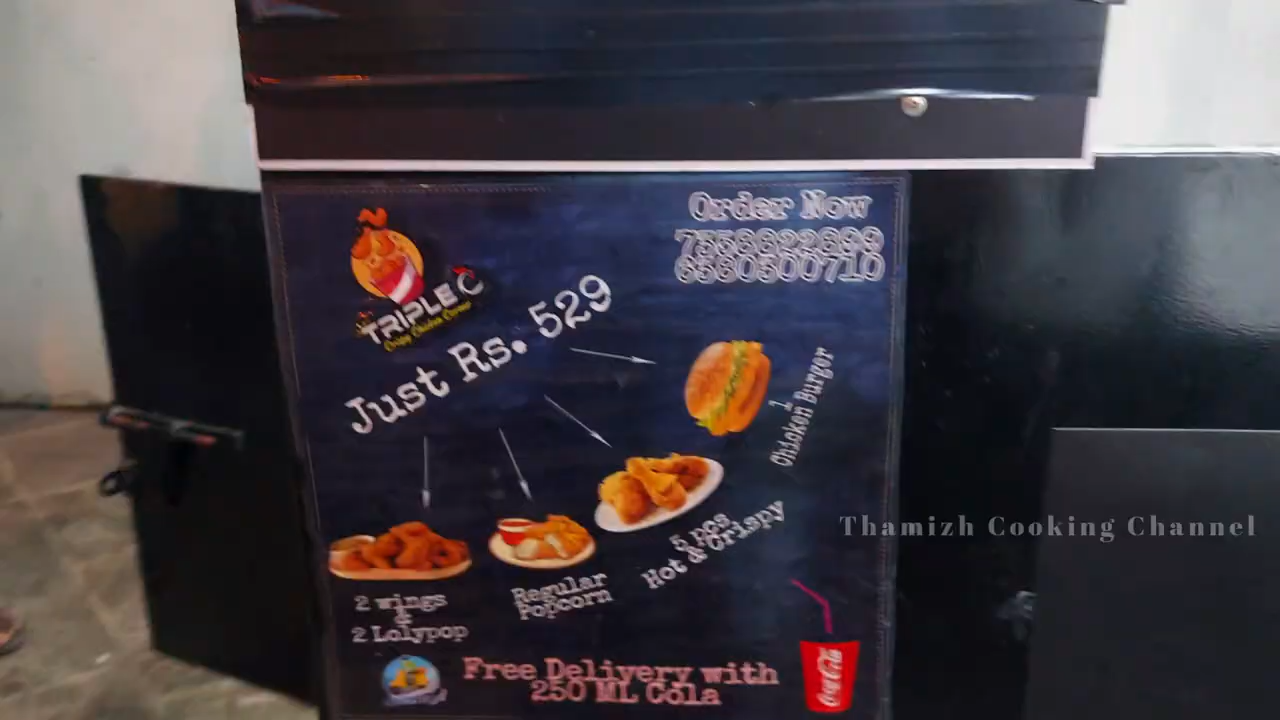 Order Now
TRIPLE C
Crispy Chicken Corner
Just Rs. 529
1
Chicken Burger
5 pcs
Hot & Crispy
Regular
Popcorn
2 wings
&
2 Lolypop
Free Delivery with
250 ML Cola
Coca-Cola
Thamizh Cooking Channel